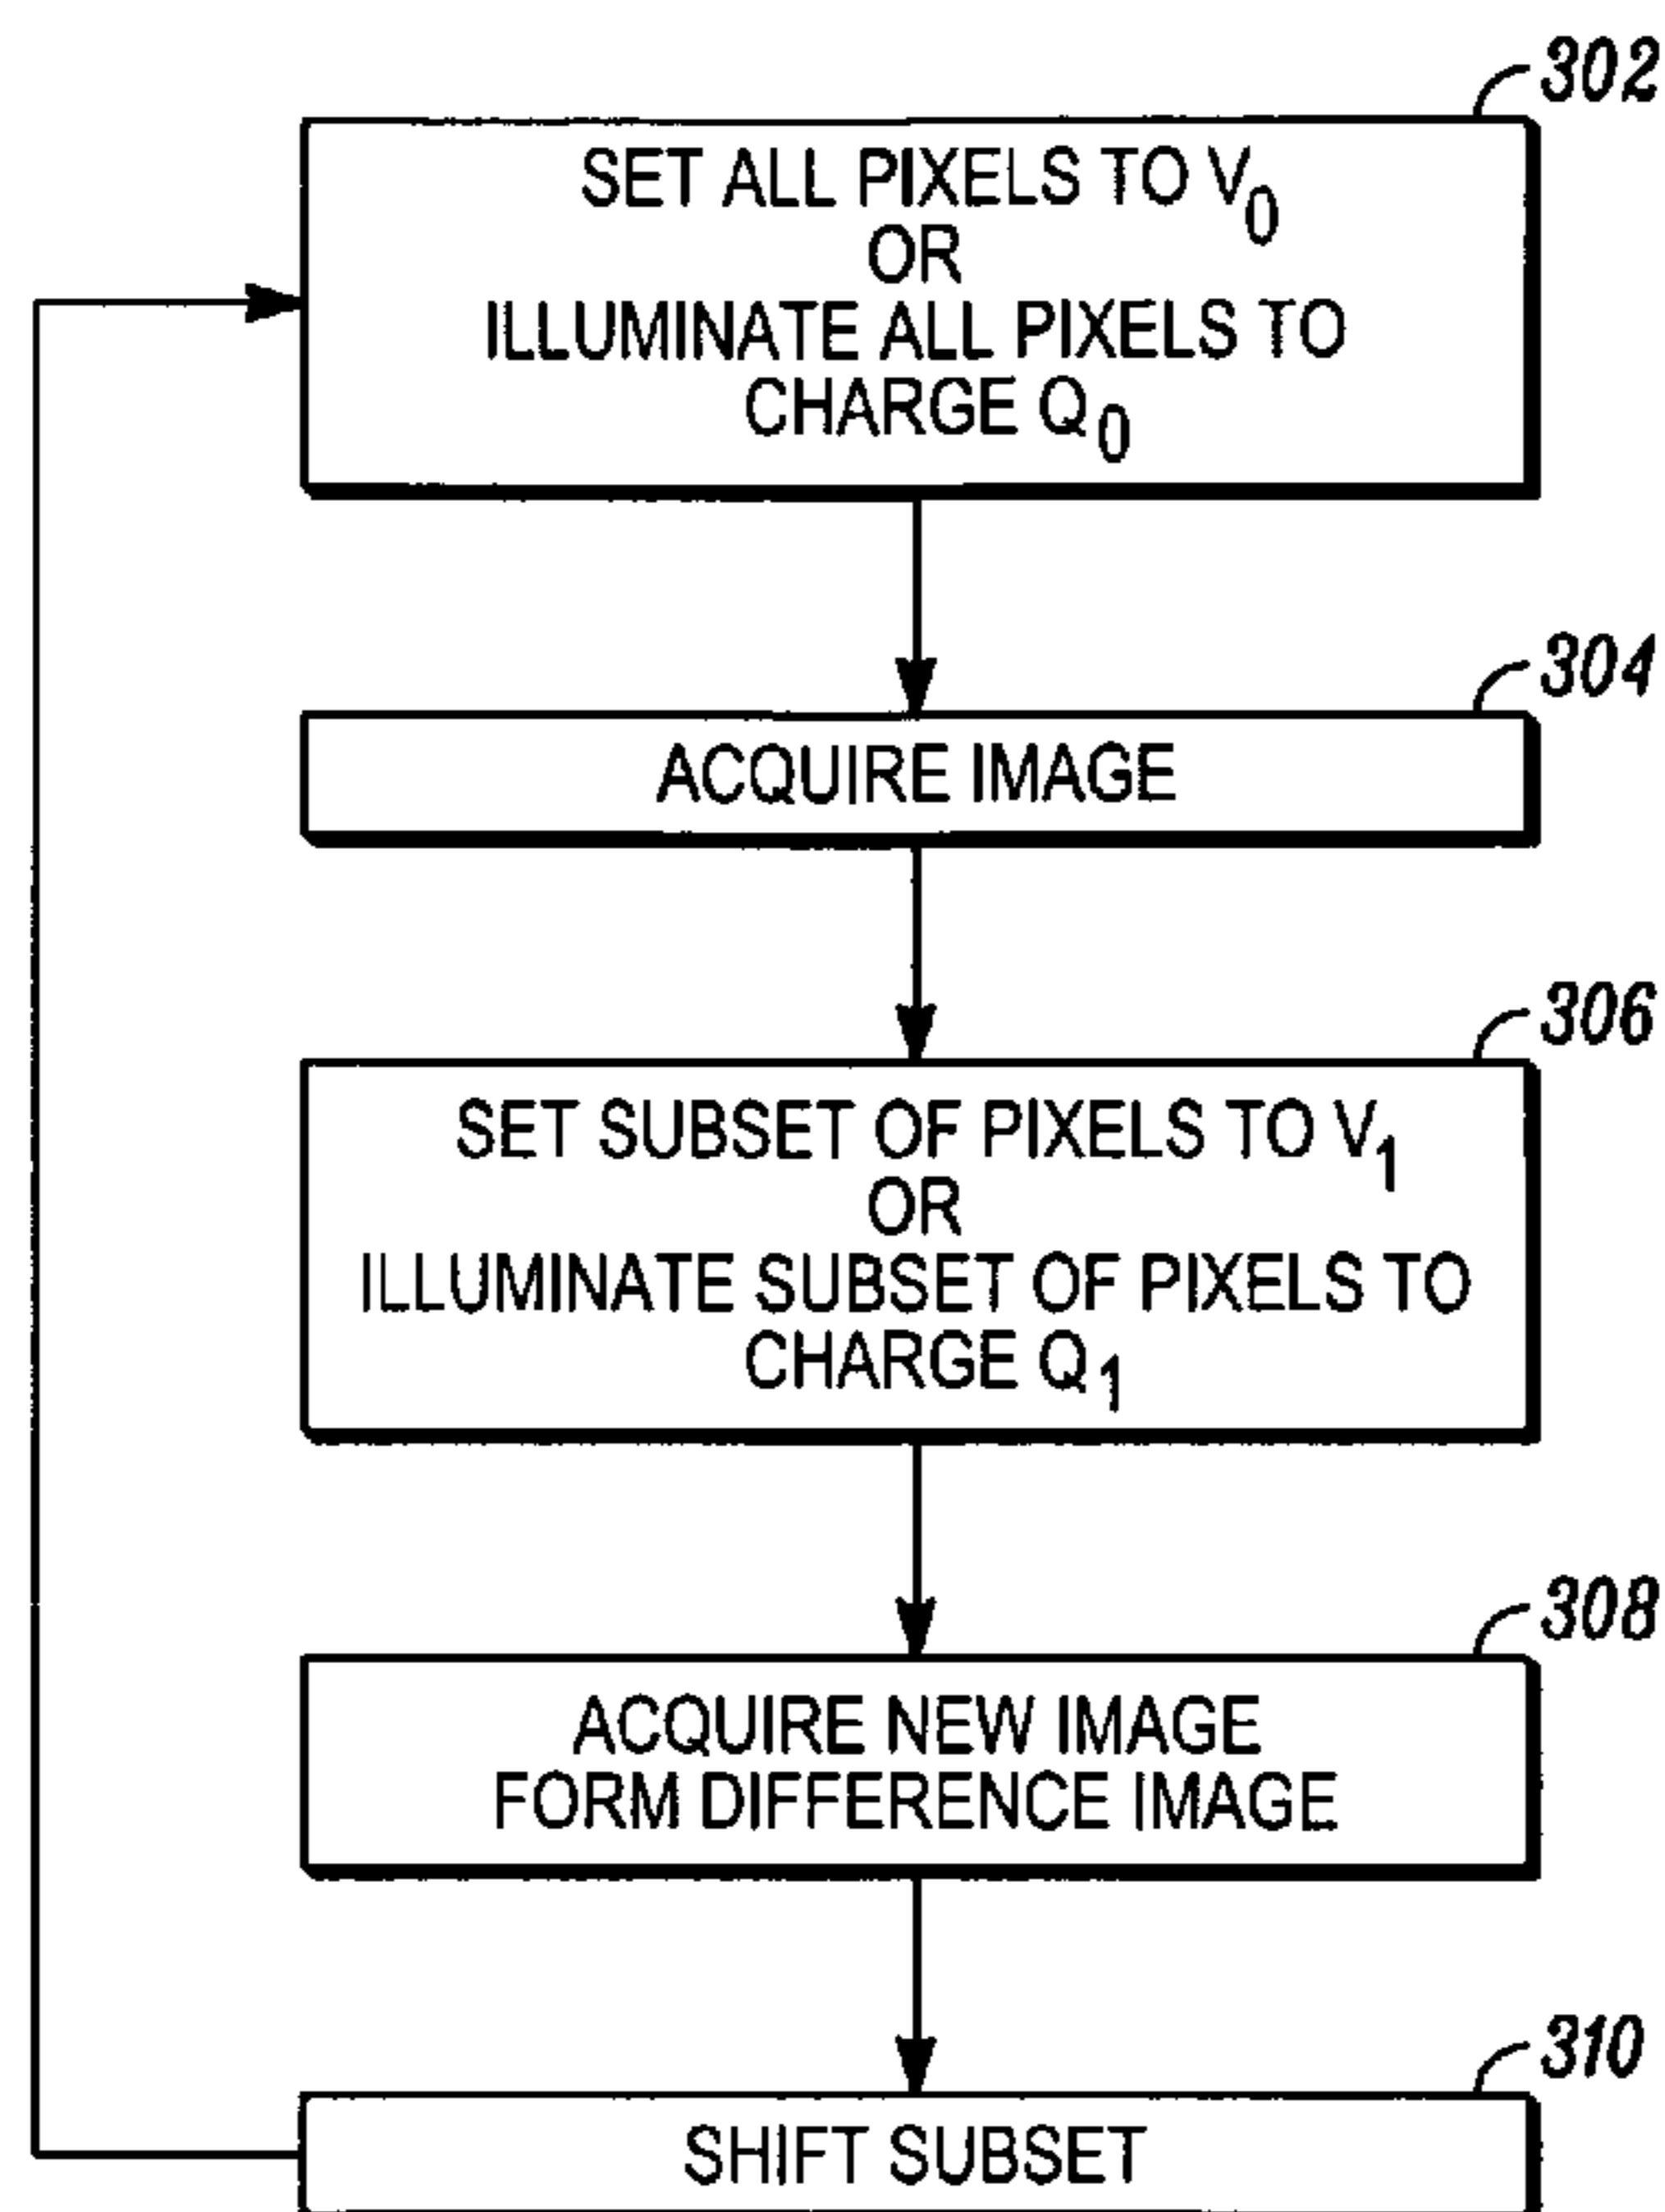 302
SET ALL PIXELS TO V0
OR
ILLUMINATE ALL PIXELS TO
CHARGE Q0
304
ACQUIRE IMAGE
306
SET SUBSET OF PIXELS TO V1
OR
ILLUMINATE SUBSET OF PIXELS TO
CHARGE Q1
308
ACQUIRE NEW IMAGE
FORM DIFFERENCE IMAGE
310
SHIFT SUBSET